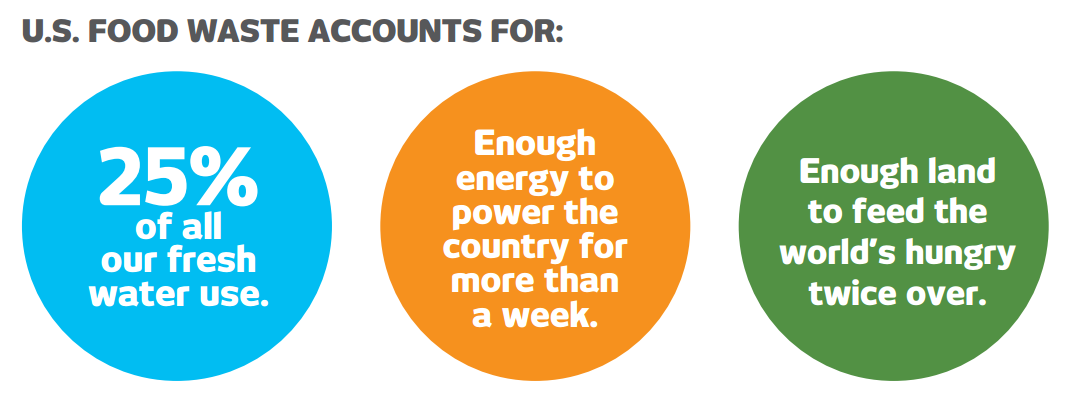 U.S. FOOD WASTE ACCOUNTS FOR:
25%
of all
our fresh
water use.
Enough
energy to
power the
country for
more than
a week.
Enough land
to feed the
world's hungry
twice over.